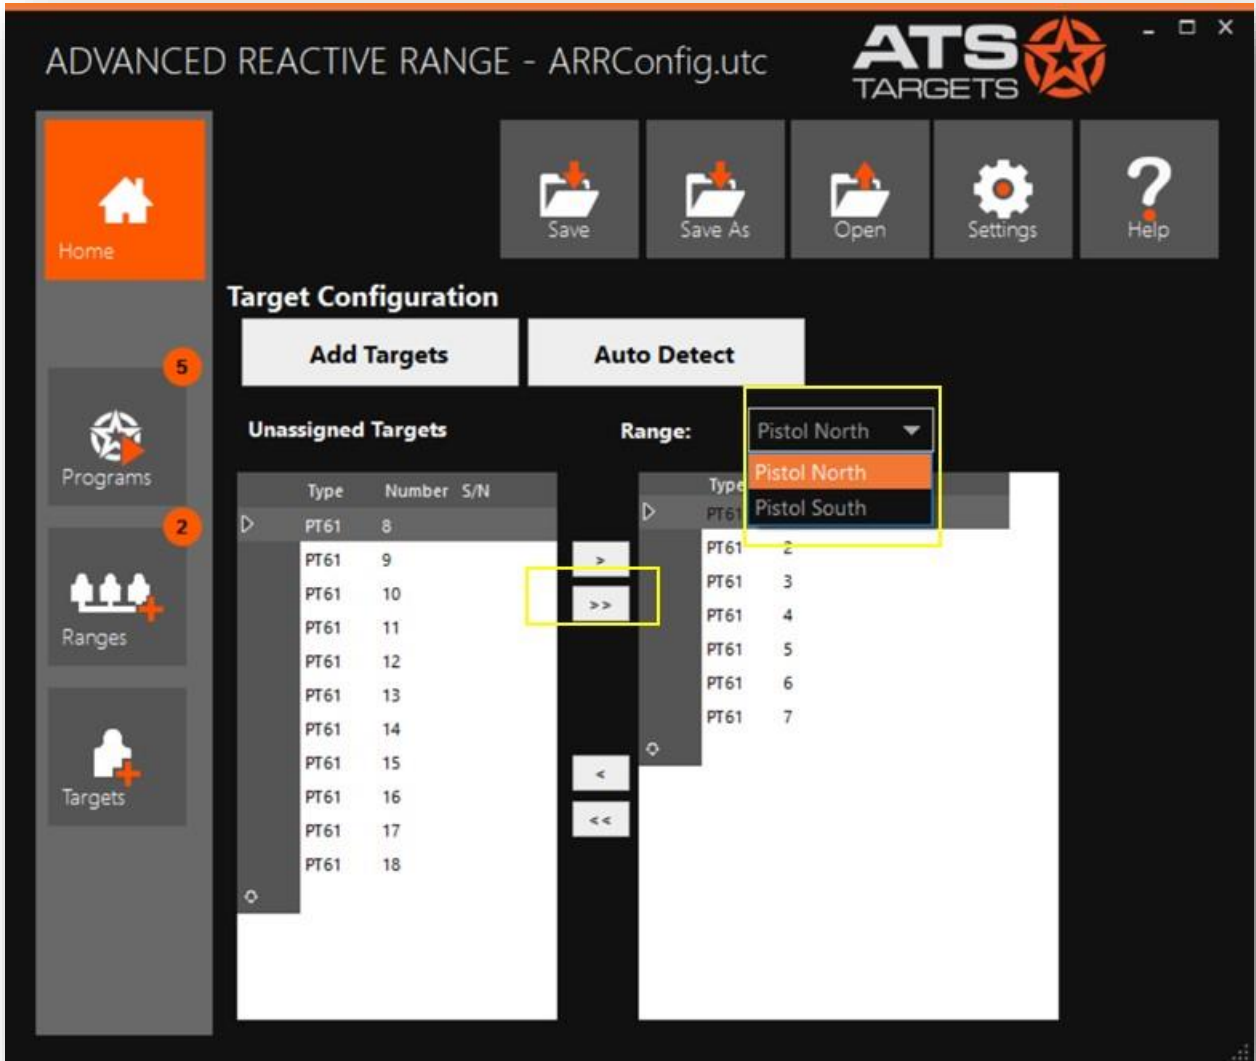 ADVANCED REACTIVE RANGE - ARRConfig.utc
ATS
TARGETS
Home
Save
Save As
Open
Settings
Help
Target Configuration
Add Targets
Auto Detect
5
Programs
2
Ranges
Targets
Unassigned Targets
Type Number S/N
PT61 8
PT61 9
PT61 10
PT61 11
PT61 12
PT61 13
PT61 14
PT61 15
PT61 16
PT61 17
PT61 18
>
>>
<
<<
Range: Pistol North
Pistol North
Pistol South
Type
PT61
PT61 2
PT61 3
PT61 4
PT61 5
PT61 6
PT61 7